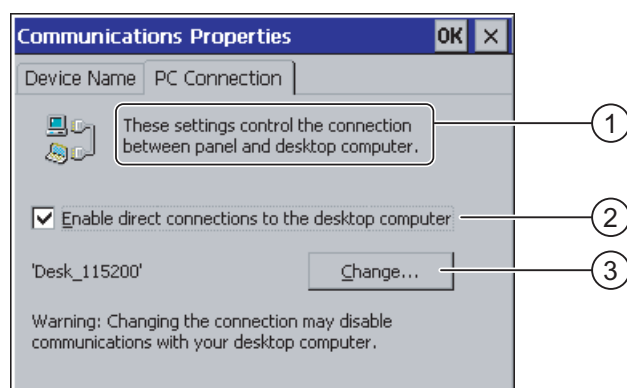 Communications Properties OK ×
Device Name PC Connection
These settings control the connection
between panel and desktop computer.
1
Enable direct connections to the desktop computer
2
'Desk_115200' Change...
3
Warning: Changing the connection may disable
communications with your desktop computer.